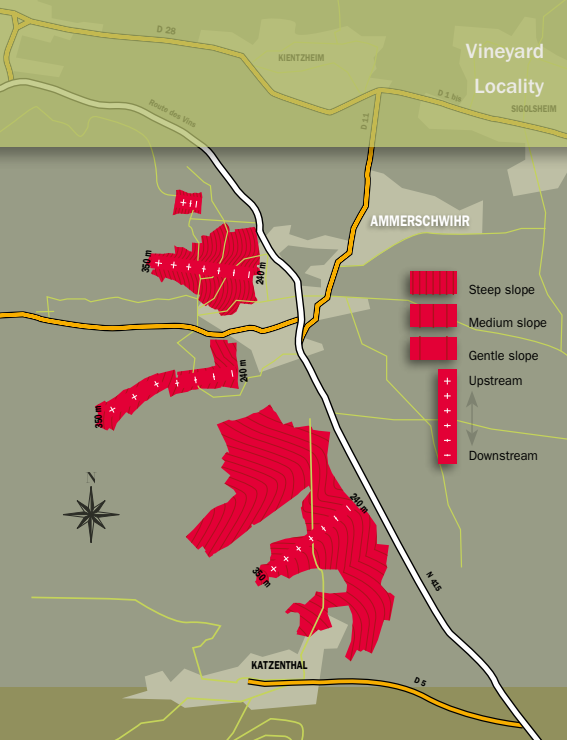 Vineyard
Locality
D 28
KIENTZHEIM
D 1 bis
SIGOLSHEIM
Route des Vins
D 11
AMMERSCHWIHR
350 m
240 m
Steep slope
Medium slope
Gentle slope
Upstream
Downstream
240 m
350 m
N
240 m
350 m
N 415
KATZENTHAL
D 5